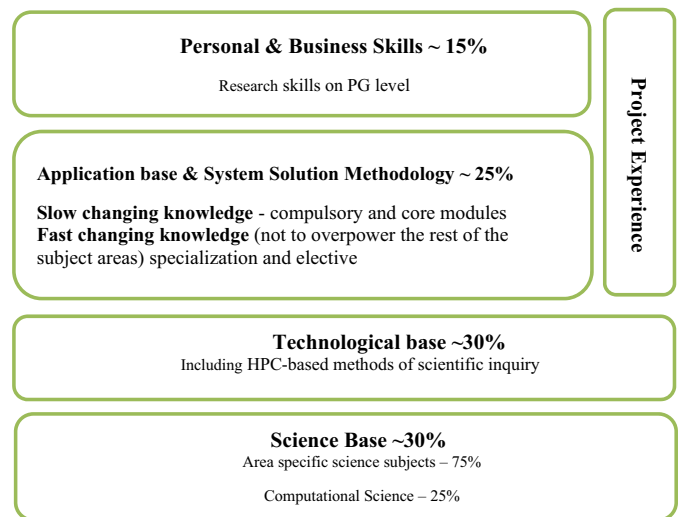 Personal & Business Skills ~ 15%
Research skills on PG level
Project Experience
Application base & System Solution Methodology ~ 25%
Slow changing knowledge - compulsory and core modules
Fast changing knowledge (not to overpower the rest of the
subject areas) specialization and elective
Technological base ~30%
Including HPC-based methods of scientific inquiry
Science Base ~30%
Area specific science subjects – 75%
Computational Science – 25%